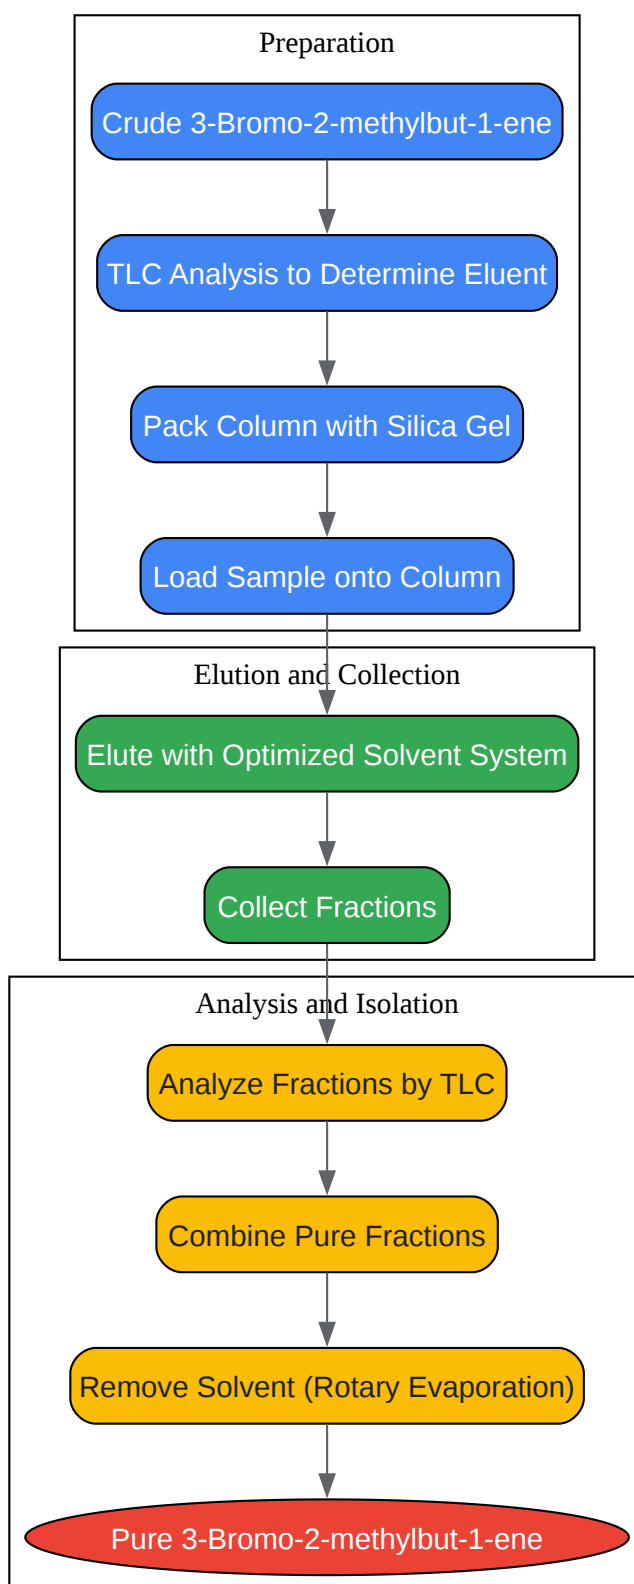 Preparation
Crude 3-Bromo-2-methylbut-1-ene
TLC Analysis to Determine Eluent
Pack Column with Silica Gel
Load Sample onto Column
Elution and Collection
Elute with Optimized Solvent System
Collect Fractions
Analysis and Isolation
Analyze Fractions by TLC
Combine Pure Fractions
Remove Solvent (Rotary Evaporation)
Pure 3-Bromo-2-methylbut-1-ene